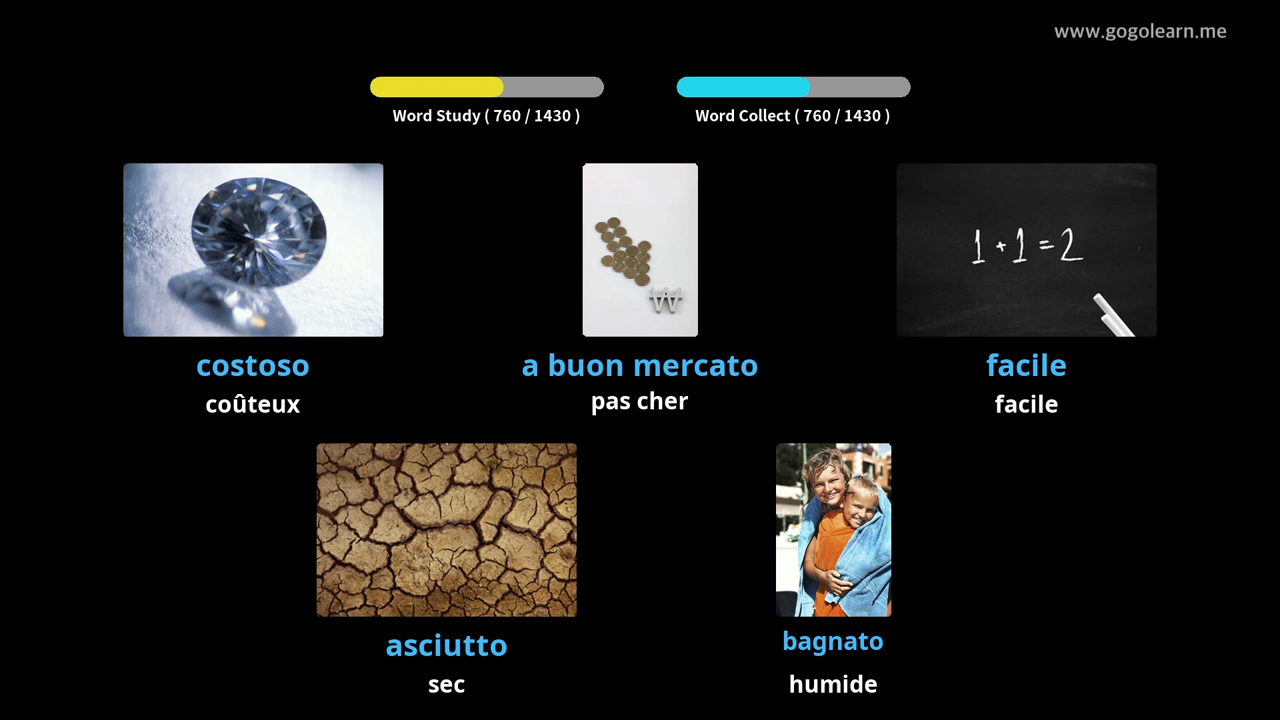 www.gogolearn.me
Word Study ( 760 / 1430 )
Word Collect ( 760 / 1430 )
1 + 1 = 2
₩
costoso
coûteux
a buon mercato
pas cher
facile
facile
asciutto
sec
bagnato
humide